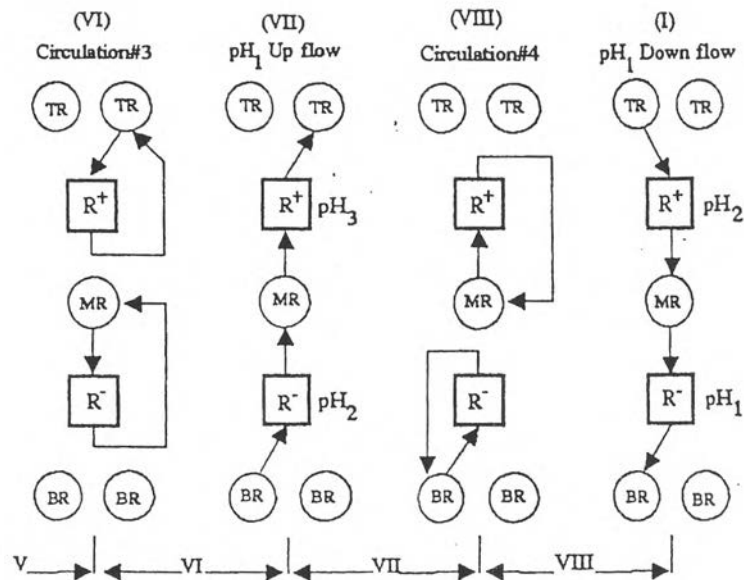 (VI) (VII) (VIII) (I)
Circulation#3 pH1 Up flow Circulation#4 pH1 Down flow
TR TR TR TR TR TR TR TR
R+ R+ pH3 R+ R+ pH2
MR MR MR MR
R- R- pH2 R- R- pH1
BR BR BR BR BR BR BR BR
V VI VII VIII